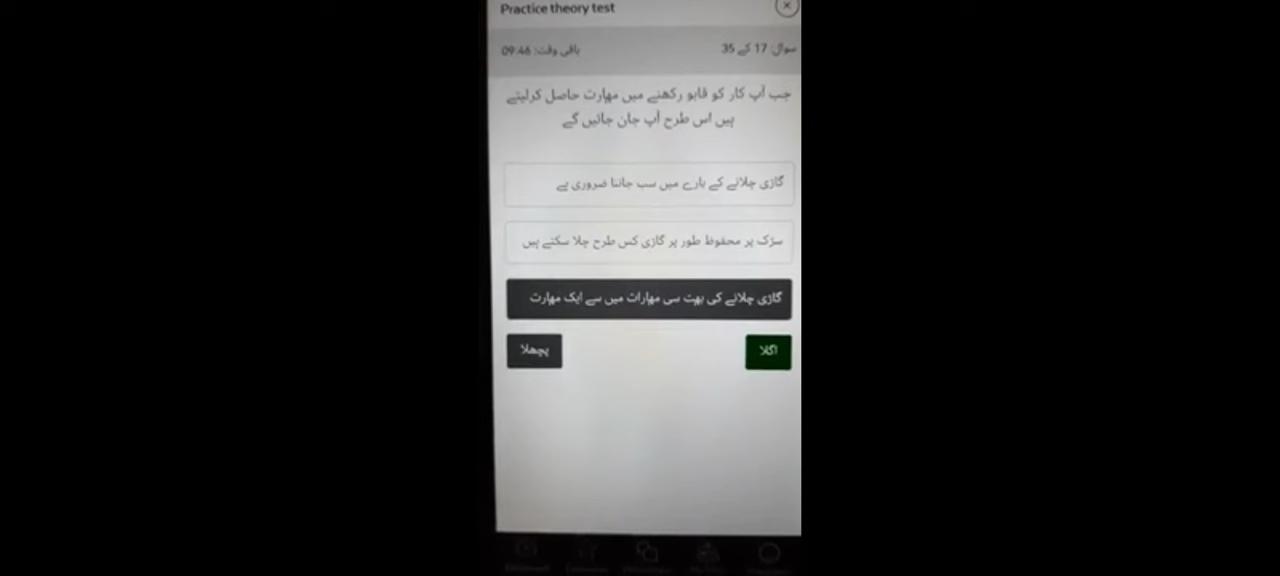 Practice theory test
سوال: 17 کے 35
باقی وقت: 09:46
جب آپ کار کو قابو رکھنے میں مہارت حاصل کرلیتے
ہیں اس طرح آپ جان جائیں گے
گاڑی چلانے کے بارے میں سب جاننا ضروری ہے
سڑک پر محفوظ طور پر گاڑی کس طرح چلا سکتے ہیں
گاڑی چلانے کی بہت سی مہارات میں سے ایک مہارت
پچھلا
اگلا